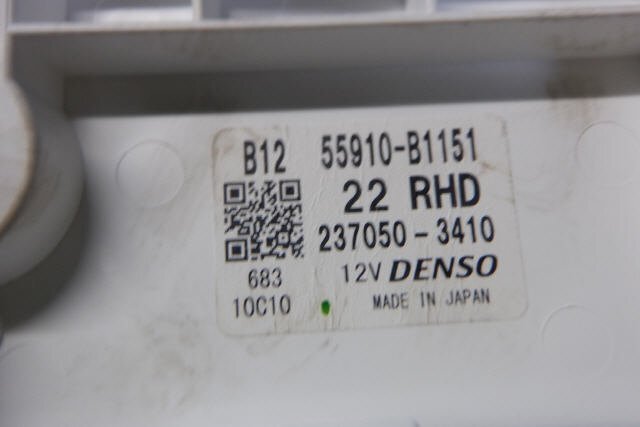 B12 55910-B1151
22 RHD
237050-3410
683 12V DENSO
10C10 MADE IN JAPAN